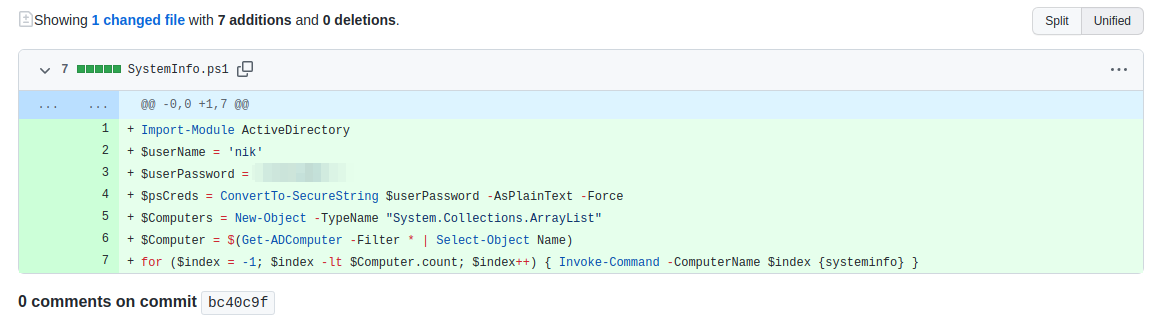 Showing 1 changed file with 7 additions and 0 deletions.
Split Unified
7 SystemInfo.ps1
... ... @@ -0,0 +1,7 @@
1 + Import-Module ActiveDirectory
2 + $userName = 'nik'
3 + $userPassword =
4 + $psCreds = ConvertTo-SecureString $userPassword -AsPlainText -Force
5 + $Computers = New-Object -TypeName "System.Collections.ArrayList"
6 + $Computer = $(Get-ADComputer -Filter * | Select-Object Name)
7 + for ($index = -1; $index -lt $Computer.count; $index++) { Invoke-Command -ComputerName $index {systeminfo} }
0 comments on commit bc40c9f